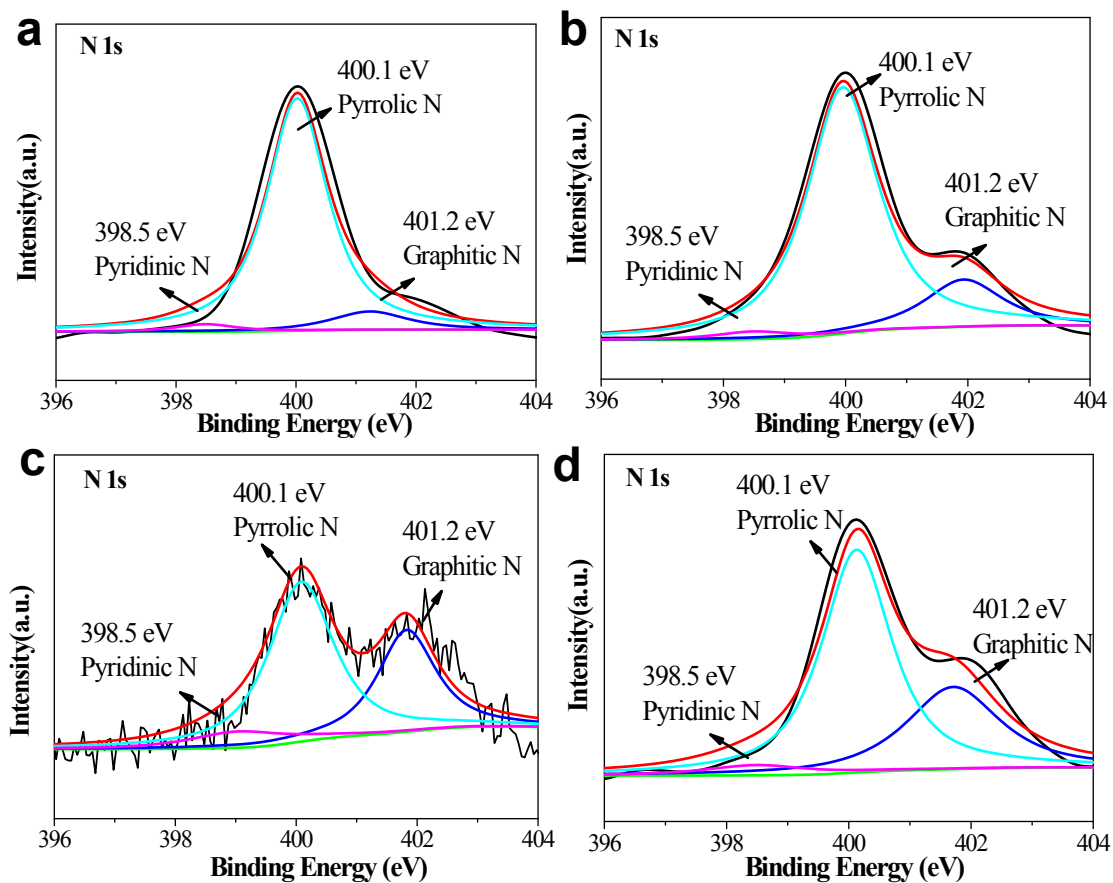 a
N 1s
400.1 eV
Pyrrolic N
401.2 eV
Graphitic N
398.5 eV
Pyridinic N
Intensity(a.u.)
396 398 400 402 404
Binding Energy (eV)
b
N 1s
400.1 eV
Pyrrolic N
401.2 eV
Graphitic N
398.5 eV
Pyridinic N
Intensity(a.u.)
396 398 400 402 404
Binding Energy (eV)
c
N 1s
400.1 eV
Pyrrolic N
401.2 eV
Graphitic N
398.5 eV
Pyridinic N
Intensity(a.u.)
396 398 400 402 404
Binding Energy (eV)
d
N 1s
400.1 eV
Pyrrolic N
401.2 eV
Graphitic N
398.5 eV
Pyridinic N
Intensity(a.u.)
396 398 400 402 404
Binding Energy (eV)